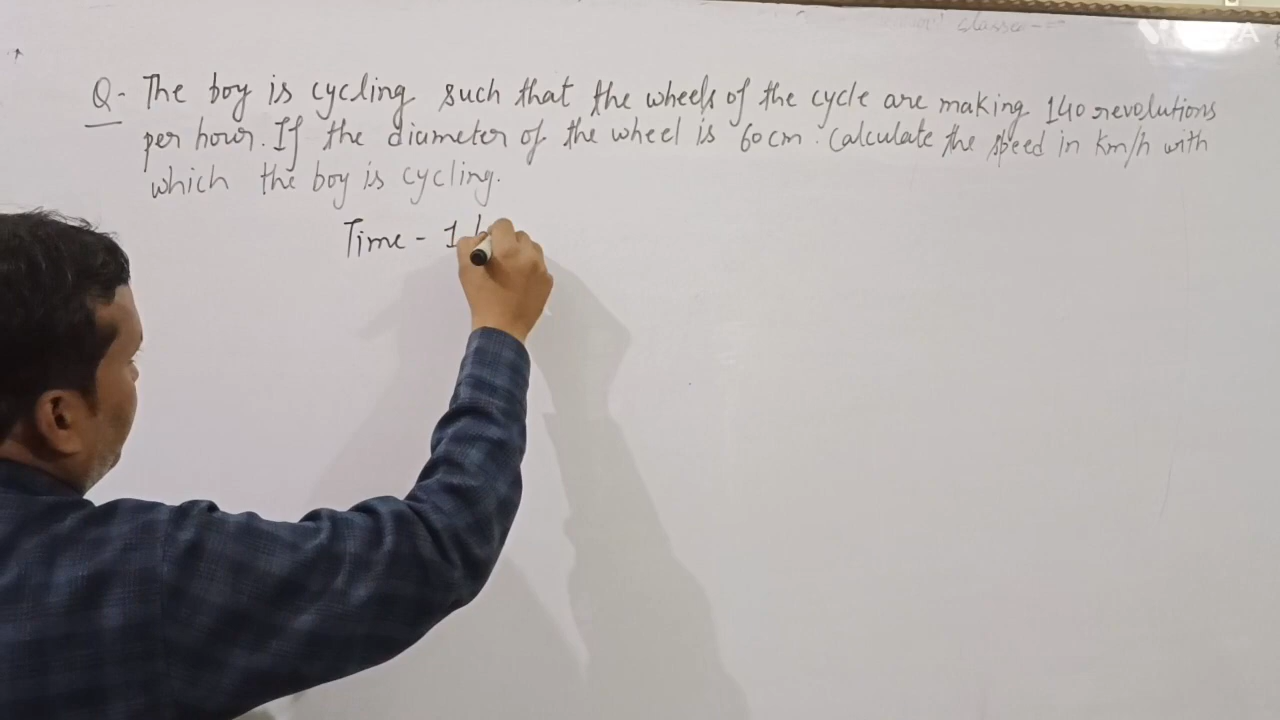 Q- The boy is cycling such that the wheels of the cycle are making 140 revolutions
per hour. If the diameter of the wheel is 60cm. Calculate the speed in Km/h with
which the boy is cycling.
Time - 1 h